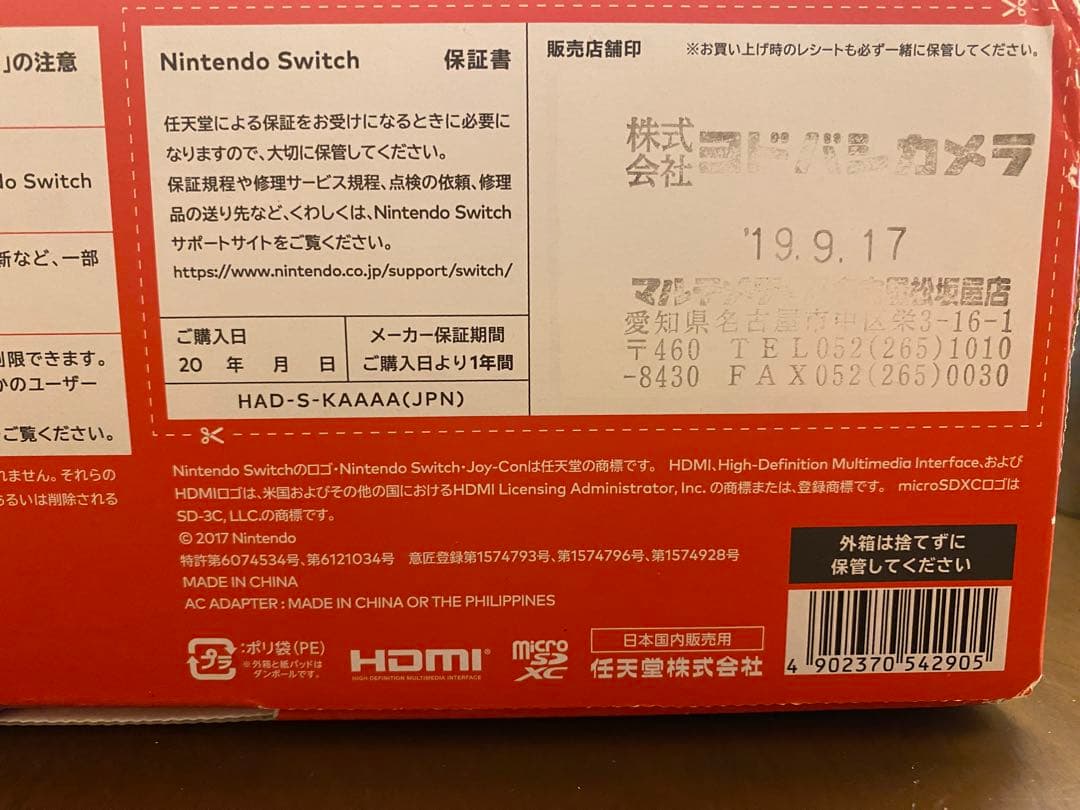 」の注意
do Switch
新など、一部
制限できます。
かのユーザー
ご覧ください。
れません。それらの
あるいは削除される
Nintendo Switch 保証書
任天堂による保証をお受けになるときに必要に
なりますので、大切に保管してください。
保証規程や修理サービス規程、点検の依頼、修理
品の送り先など、くわしくは、Nintendo Switch
サポートサイトをご覧ください。
https://www.nintendo.co.jp/support/switch/
ご購入日
20 年 月 日
メーカー保証期間
ご購入日より1年間
HAD-S-KAAAA(JPN)
販売店舗印 ※お買い上げ時のレシートも必ず一緒に保管してください。
株式会社ヨドバシカメラ
'19.9.17
マルチメディア 松坂屋店
愛知県名古屋市中区栄3-16-1
〒460 TEL052(265)1010
-8430 FAX052(265)0030
Nintendo Switchのロゴ・Nintendo Switch・Joy-Conは任天堂の商標です。 HDMI、High-Definition Multimedia Interface、および
HDMIロゴは、米国およびその他の国におけるHDMI Licensing Administrator, Inc. の商標または、登録商標です。 microSDXCロゴは
SD-3C, LLC.の商標です。
© 2017 Nintendo
特許第6074534号、第6121034号 意匠登録第1574793号、第1574796号、第1574928号
MADE IN CHINA
AC ADAPTER : MADE IN CHINA OR THE PHILIPPINES
プラ
:ポリ袋(PE)
※外箱と紙パッドは
ダンボールです。
HDMI®
HIGH-DEFINITION MULTIMEDIA INTERFACE
micro
SD
XC
日本国内販売用
任天堂株式会社
外箱は捨てずに
保管してください
4 902370 542905